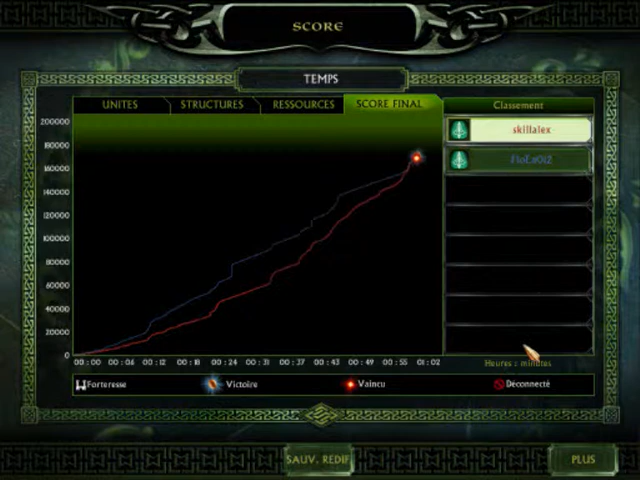 SCORE
TEMPS
UNITES STRUCTURES RESSOURCES SCORE FINAL Classement
200000
180000
160000
140000
120000
100000
80000
60000
40000
20000
0
skillalex
00 : 00 00 : 06 00 : 12 00 : 18 00 : 24 00 : 31 00 : 37 00 : 43 00 : 49 00 : 55 01 : 02
Heures : minutes
Forteresse Victoire Vaincu Déconnecté
SAUV. REDIF PLUS